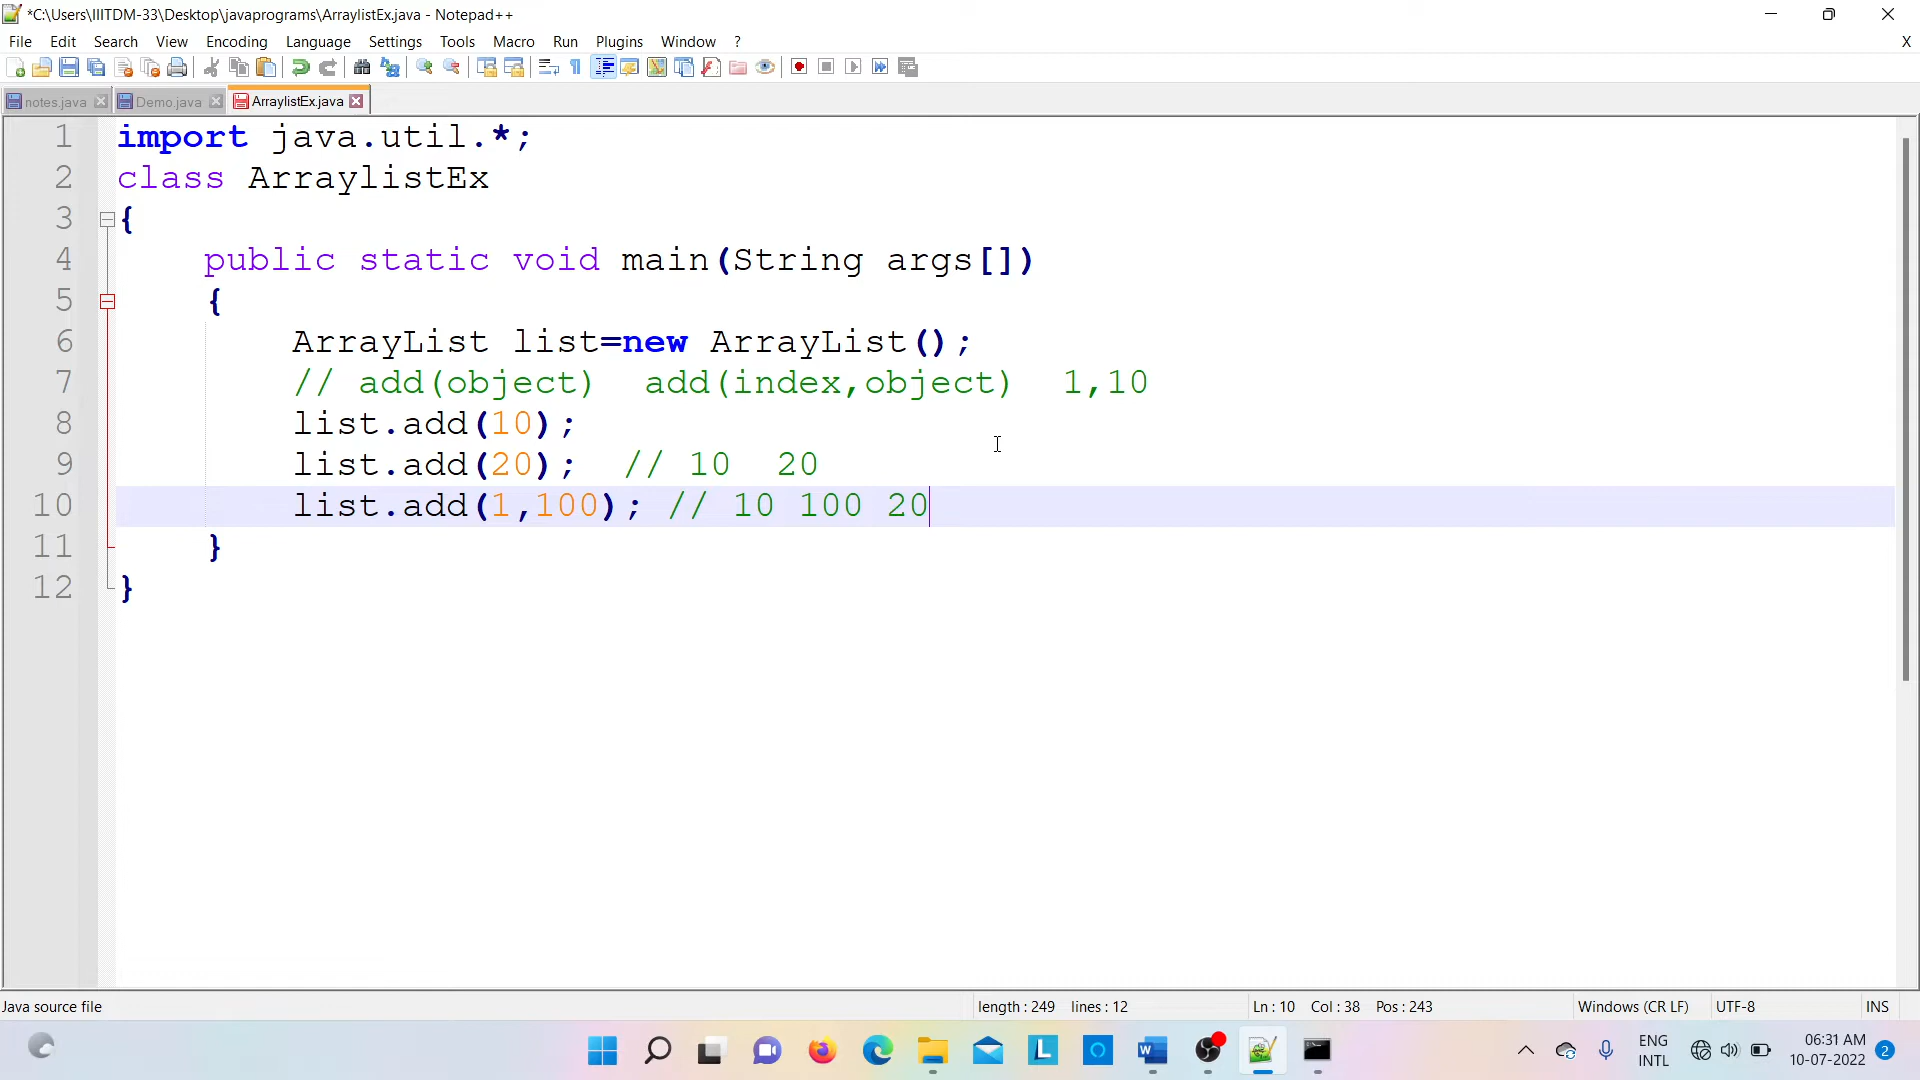 *C:\Users\IIITDM-33\Desktop\javaprograms\ArraylistEx.java - Notepad++
File Edit Search View Encoding Language Settings Tools Macro Run Plugins Window ? X
notes.java Demo.java ArraylistEx.java
1 import java.util.*;
2 class ArraylistEx
3 {
4 public static void main(String args[])
5 {
6 ArrayList list=new ArrayList();
7 // add(object) add(index,object) 1,10
8 list.add(10);
9 list.add(20); // 10 20
10 list.add(1,100); // 10 100 20
11 }
12 }
Java source file length : 249 lines : 12 Ln : 10 Col : 38 Pos : 243 Windows (CR LF) UTF-8 INS
ENG 06:31 AM
INTL 10-07-2022 2